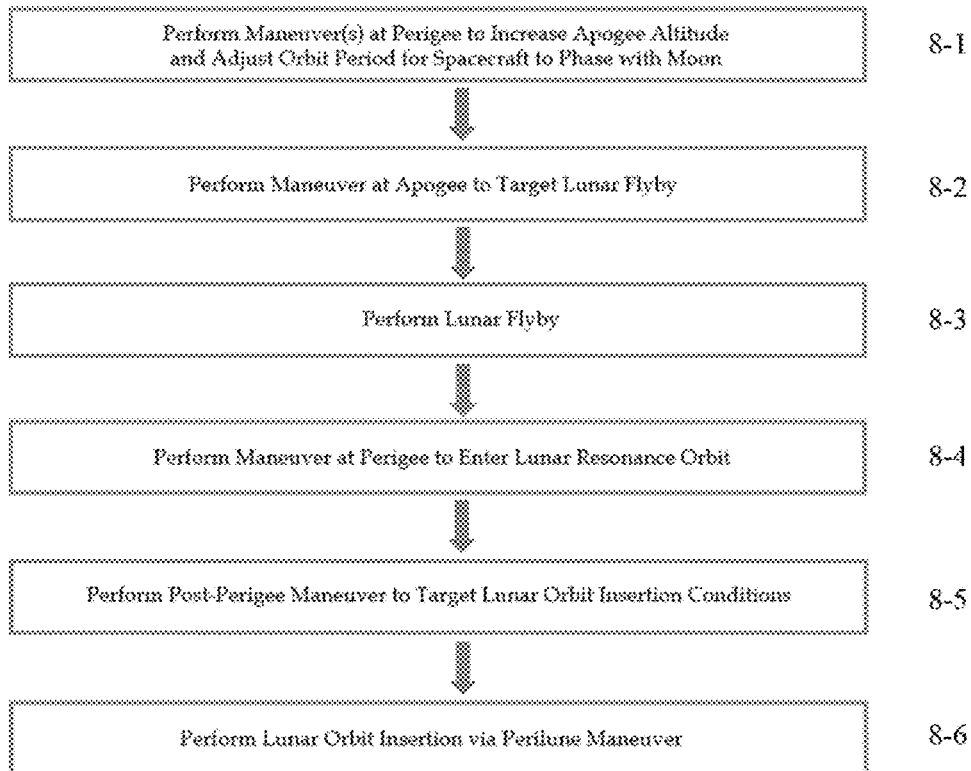 Perform Maneuver(s) at Perigee to Increase Apogee Altitude
and Adjust Orbit Period for Spacecraft to Phase with Moon
8-1
Perform Maneuver at Apogee to Target Lunar Flyby
8-2
Perform Lunar Flyby
8-3
Perform Maneuver at Perigee to Enter Lunar Resonance Orbit
8-4
Perform Post-Perigee Maneuver to Target Lunar Orbit Insertion Conditions
8-5
Perform Lunar Orbit Insertion via Perilune Maneuver
8-6